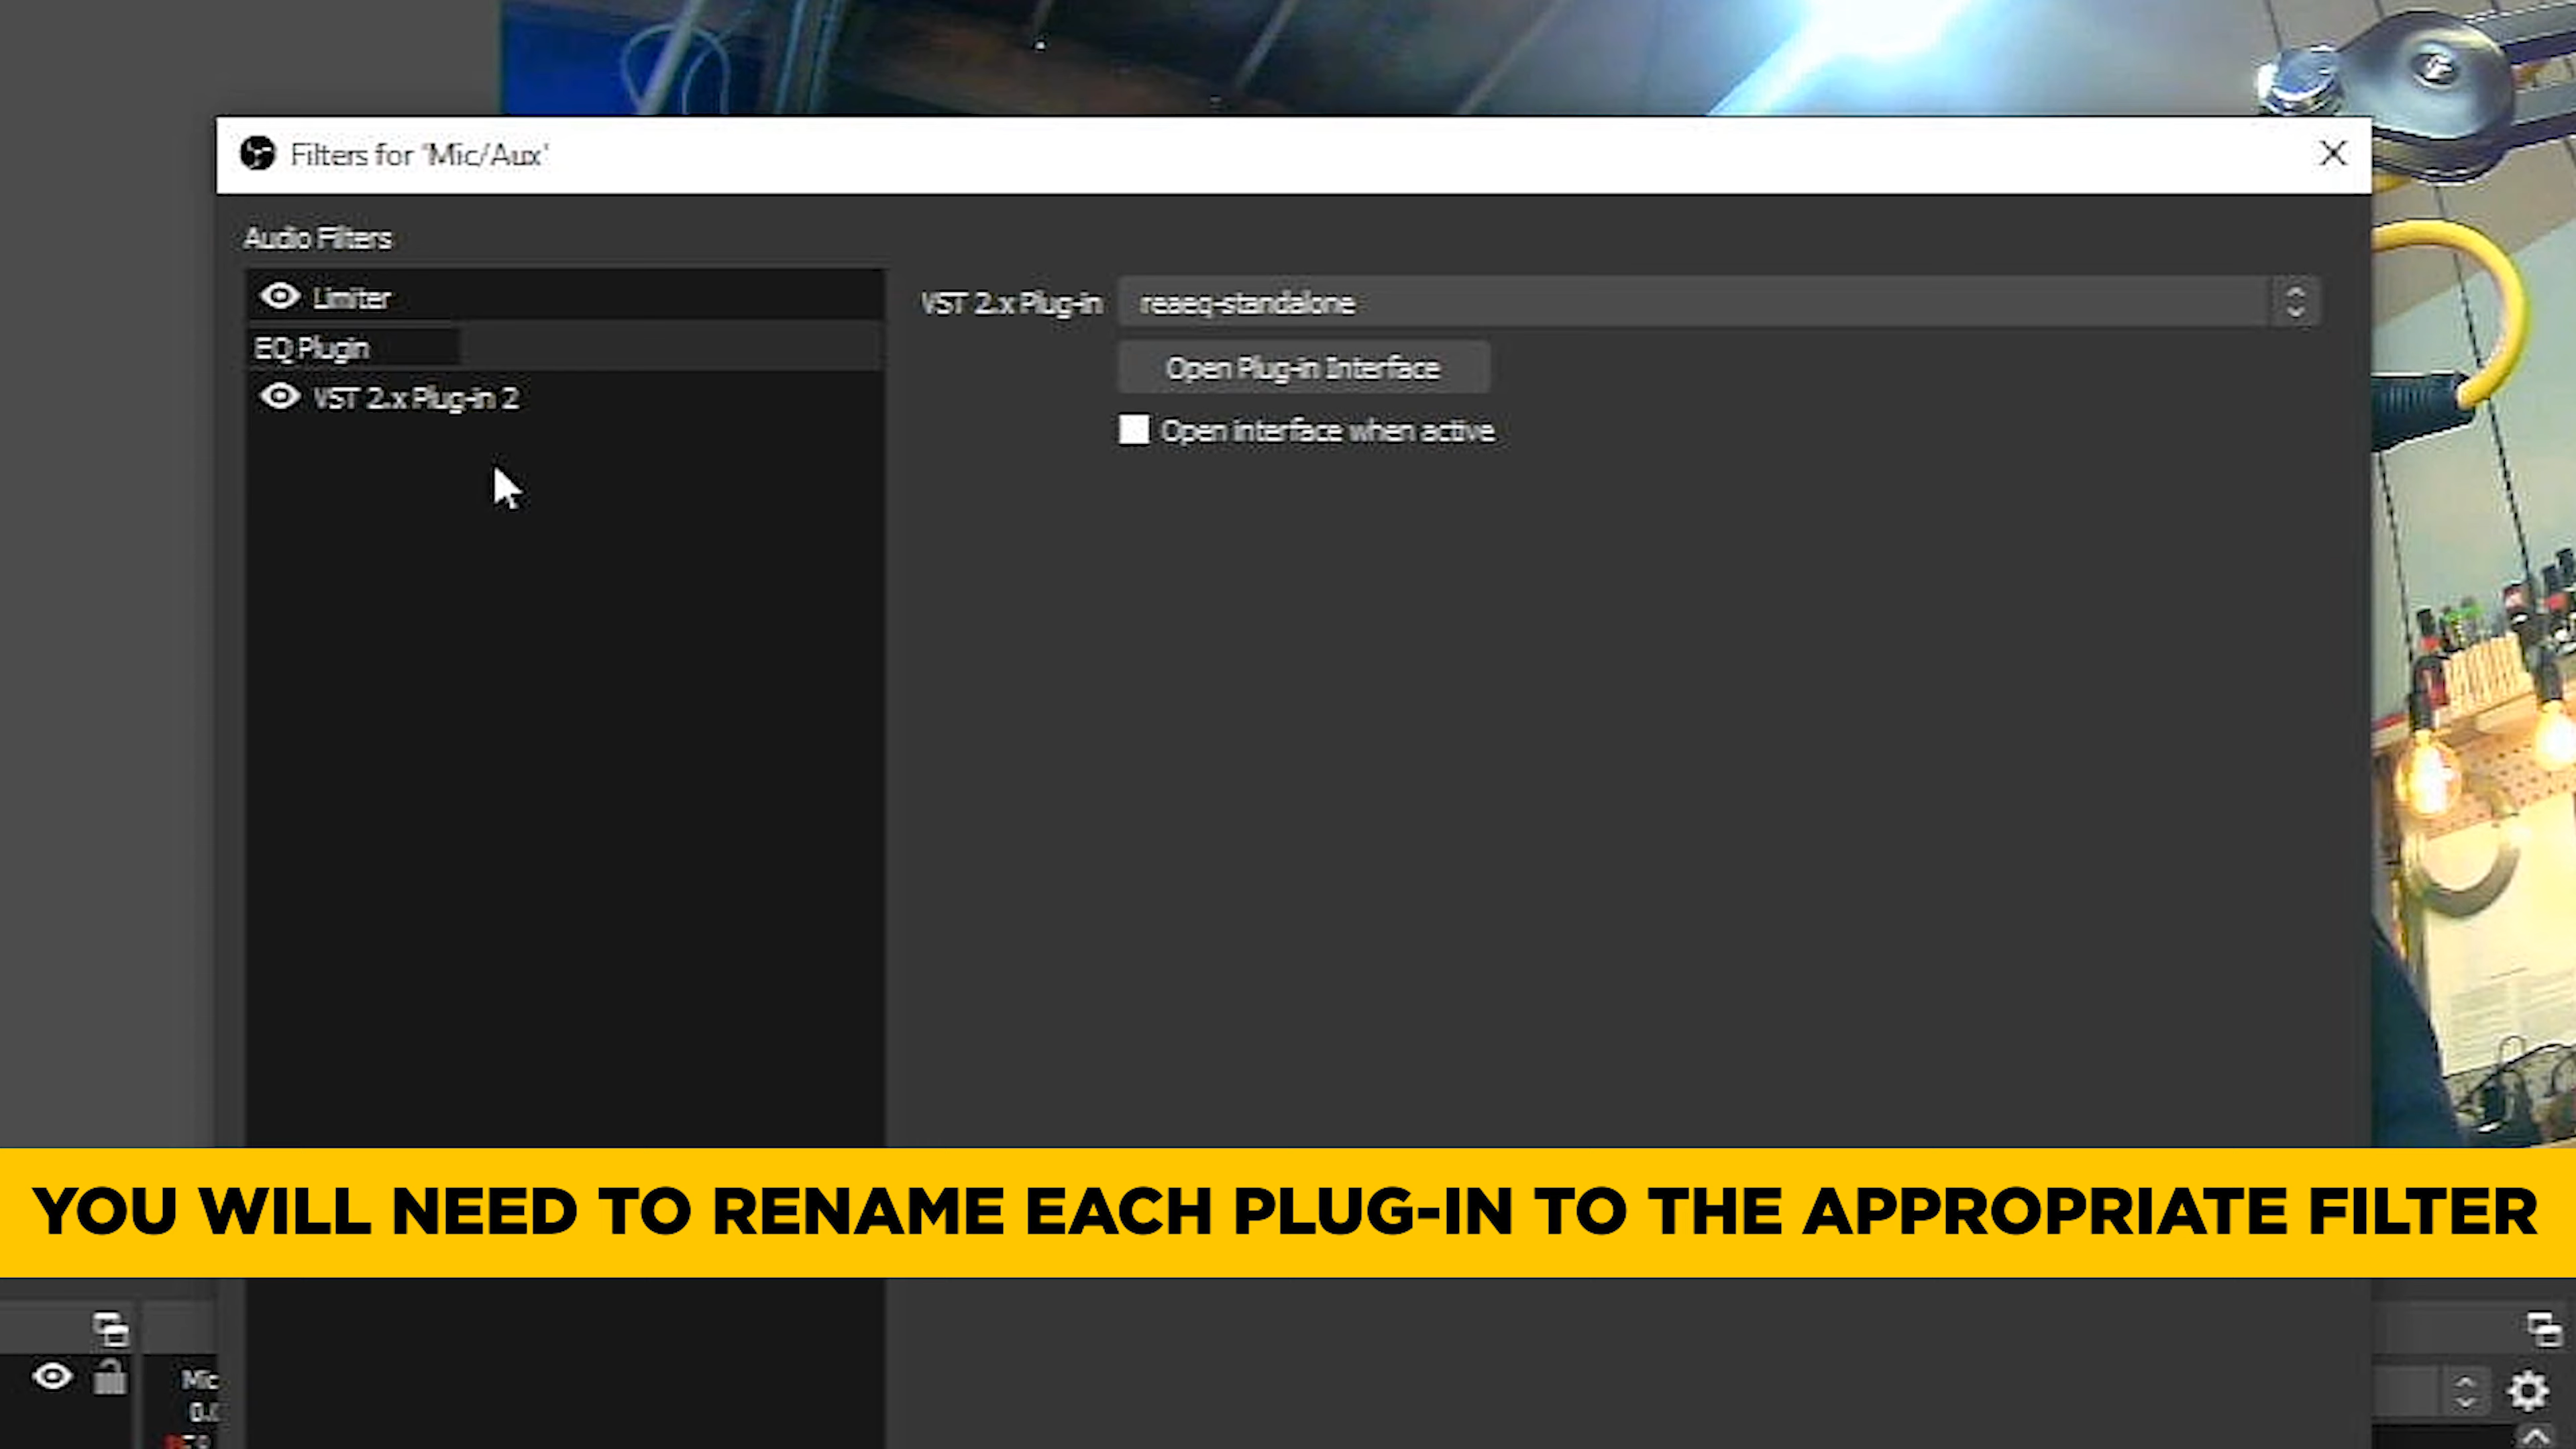 Filters for 'Mic/Aux'
Audio Filters
Limiter
EQ Plugin
VST 2.x Plug-in 2
VST 2.x Plug-in
reaeq-standalone
Open Plug-in Interface
Open interface when active
YOU WILL NEED TO RENAME EACH PLUG-IN TO THE APPROPRIATE FILTER
Mic